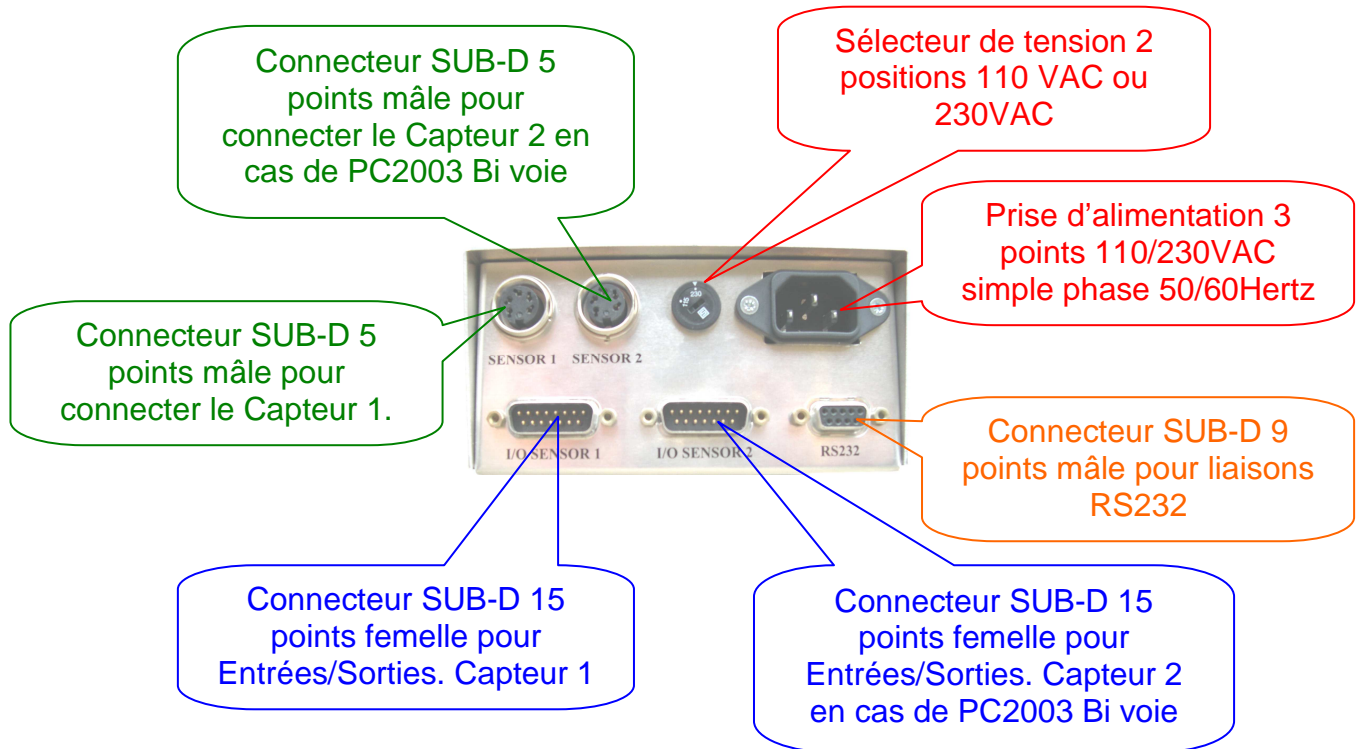 Connecteur SUB-D 5
points mâle pour
connecter le Capteur 2 en
cas de PC2003 Bi voie
Sélecteur de tension 2
positions 110 VAC ou
230VAC
Prise d’alimentation 3
points 110/230VAC
simple phase 50/60Hertz
Connecteur SUB-D 5
points mâle pour
connecter le Capteur 1.
230
SENSOR 1 SENSOR 2
I/O SENSOR 1 I/O SENSOR 2 RS232
Connecteur SUB-D 9
points mâle pour liaisons
RS232
Connecteur SUB-D 15
points femelle pour
Entrées/Sorties. Capteur 1
Connecteur SUB-D 15
points femelle pour
Entrées/Sorties. Capteur 2
en cas de PC2003 Bi voie